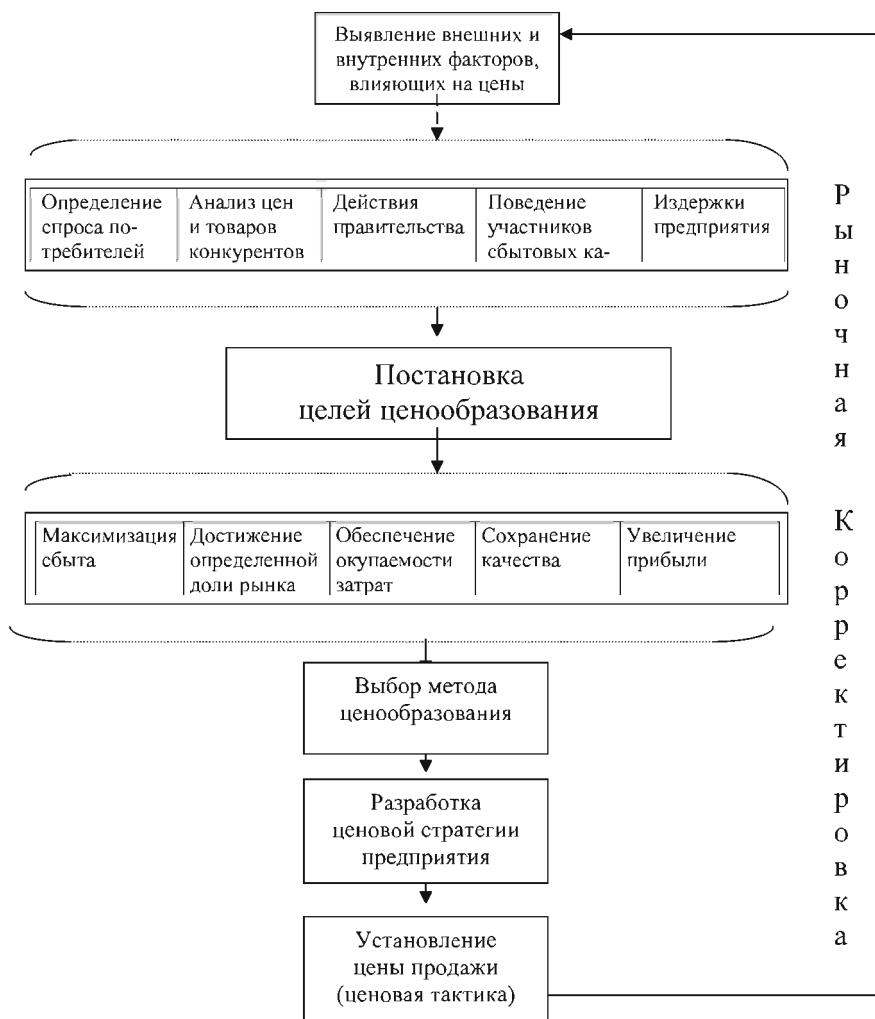 Выявление внешних и
внутренних факторов,
влияющих на цены
Определение
спроса по-
требителей
Анализ цен
и товаров
конкурентов
Действия
правительства
Поведение
участников
сбытовых ка-
Издержки
предприятия
Постановка
целей ценообразования
Максимизация
сбыта
Достижение
определенной
доли рынка
Обеспечение
окупаемости
затрат
Сохранение
качества
Увеличение
прибыли
Выбор метода
ценообразования
Разработка
ценовой стратегии
предприятия
Установление
цены продажи
(ценовая тактика)
Рыночная
Корректировка